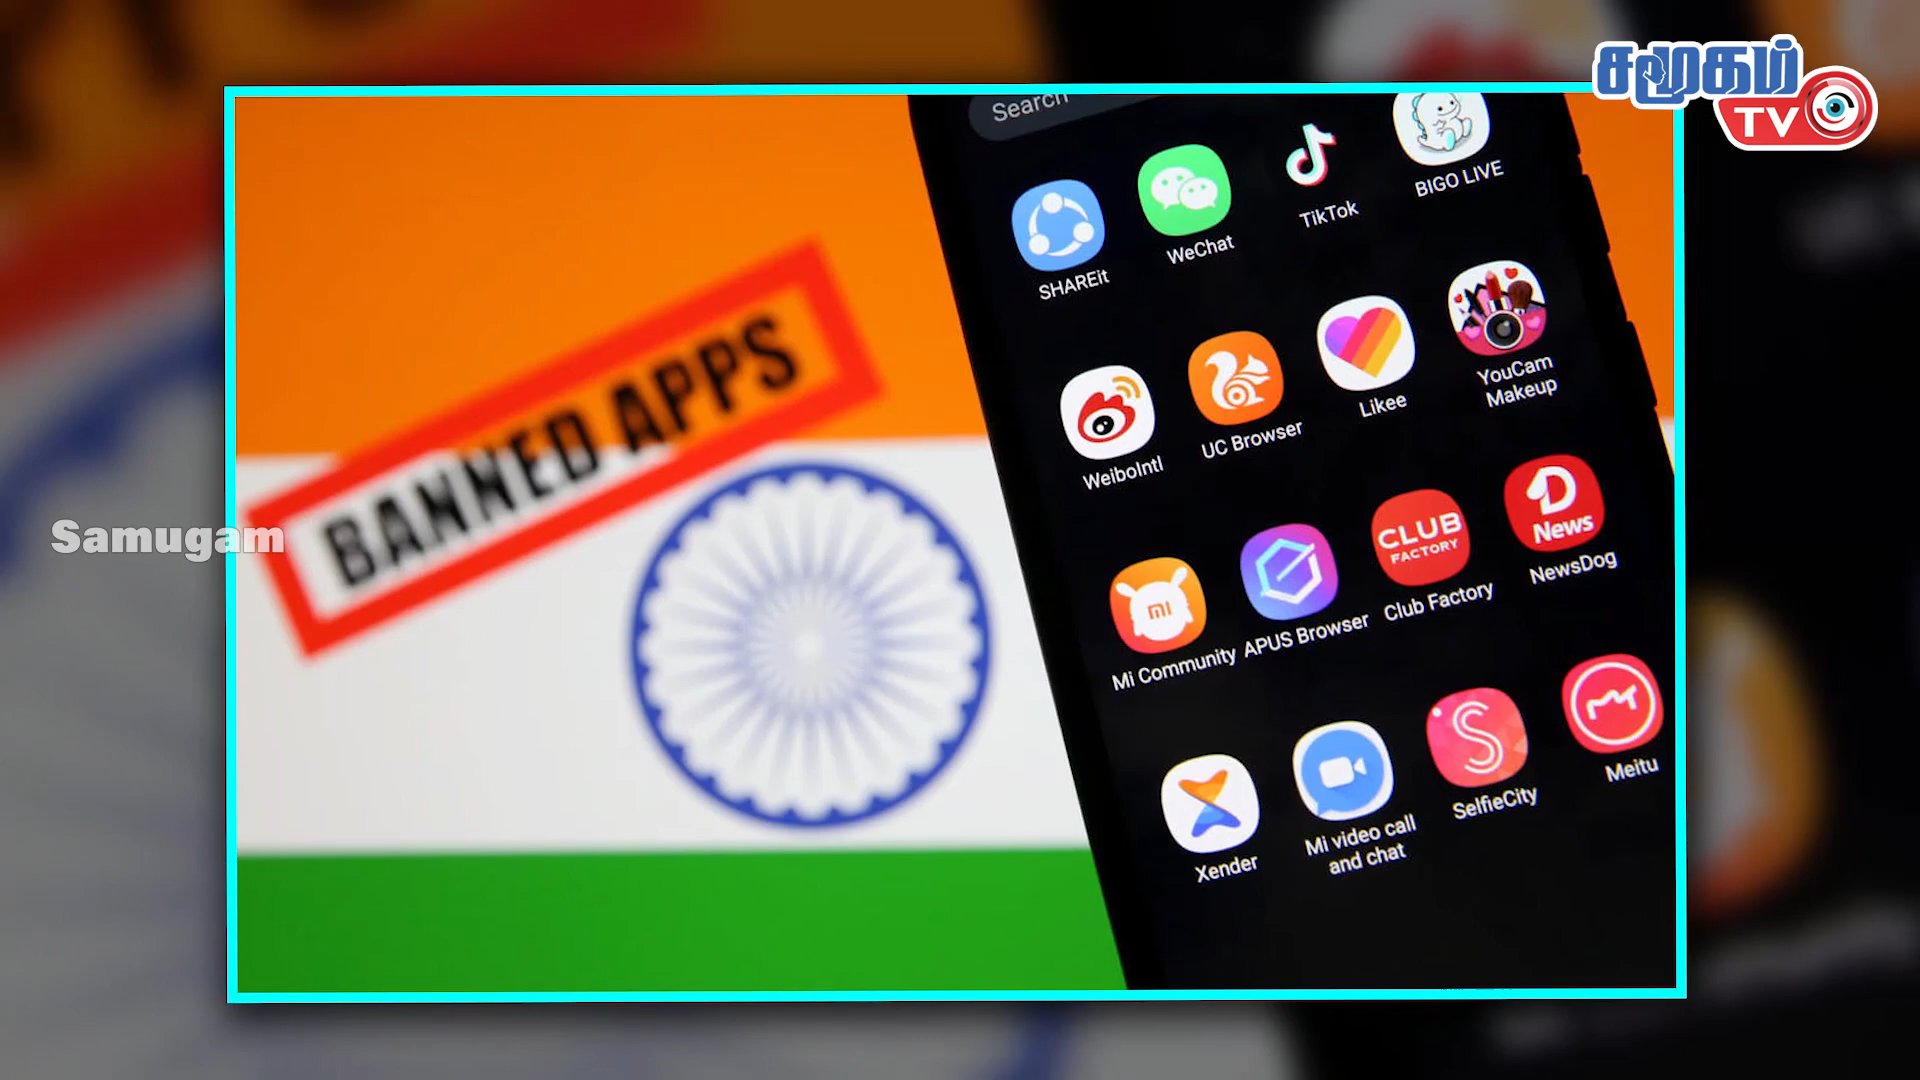 சமூகம்
TV
Search
SHAREit
WeChat
TikTok
BIGO LIVE
WeiboIntl
UC Browser
Likee
YouCam
Makeup
BANNED APPS
Samugam
mi
Mi Community
APUS Browser
CLUB
FACTORY
Club Factory
News
NewsDog
Xender
Mi video call
and chat
SelfieCity
Meitu